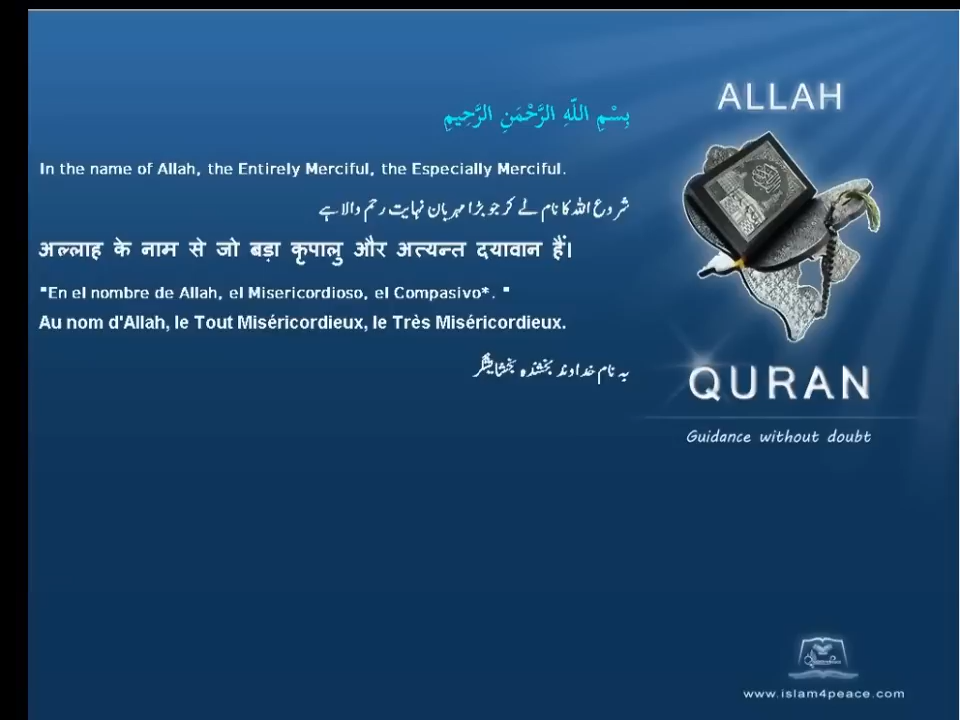 بِسْمِ اللَّهِ الرَّحْمَنِ الرَّحِيمِ
In the name of Allah, the Entirely Merciful, the Especially Merciful.
شروع الله کا نام لے کر جو بڑا مہربان نہایت رحم والا ہے
अल्लाह के नाम से जो बड़ा कृपालु और अत्यन्त दयावान हैं।
"En el nombre de Allah, el Misericordioso, el Compasivo*. "
Au nom d'Allah, le Tout Miséricordieux, le Très Miséricordieux.
به نام خداوند بخشنده بخشایشگر
ALLAH
QURAN
Guidance without doubt
www.islam4peace.com